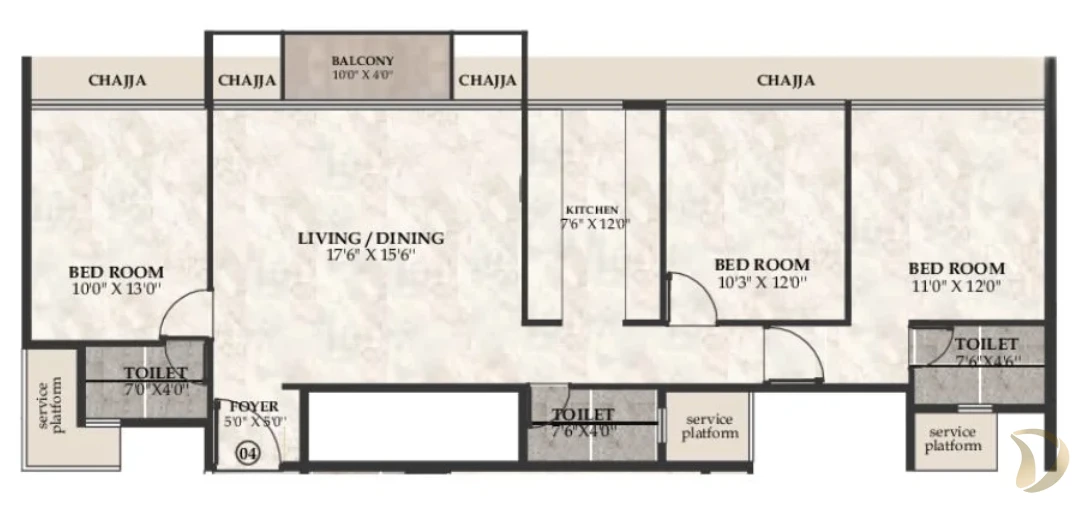 BALCONY
10'0" X 4'0"
CHAJJA
CHAJJA
CHAJJA
CHAJJA
KITCHEN
7'6" X 12'0"
LIVING / DINING
17'6" X 15'6"
BED ROOM
10'0" X 13'0"
BED ROOM
10'3" X 12'0"
BED ROOM
11'0" X 12'0"
TOILET
7'6"X4'6"
TOILET
7'0"X4'0"
service
platform
FOYER
5'0" X 5'0"
04
TOILET
7'6"X4'0"
service
platform
service
platform